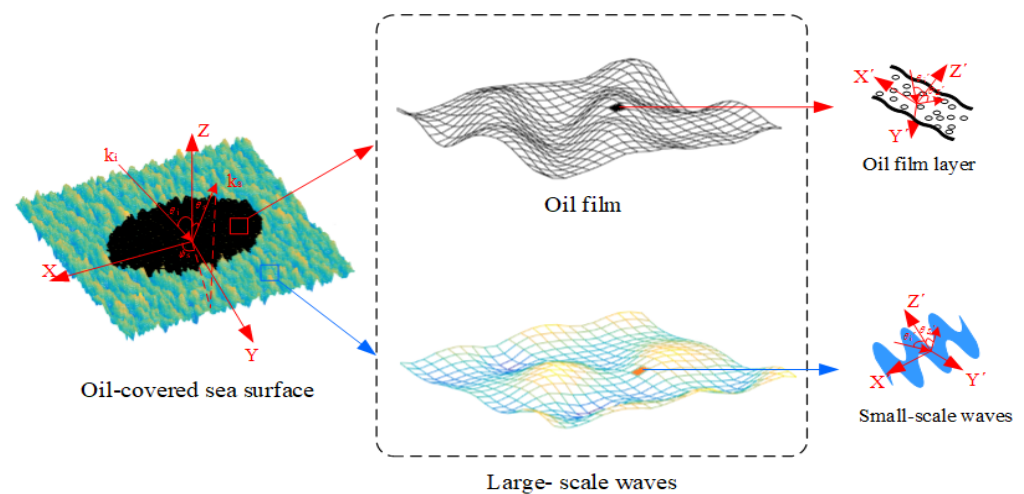 Z
ki
ks
X
Y
Oil-covered sea surface
Oil film
Large- scale waves
X´
Z´
Y´
Oil film layer
Z´
X
Y´
Small-scale waves